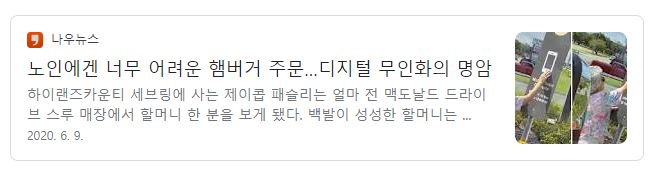 나우뉴스
노인에겐 너무 어려운 햄버거 주문...디지털 무인화의 명암
하이랜즈카운티 세브링에 사는 제이콥 패슬리는 얼마 전 맥도날드 드라이
브 스루 매장에서 할머니 한 분을 보게 됐다. 백발이 성성한 할머니는 ...
2020. 6. 9.